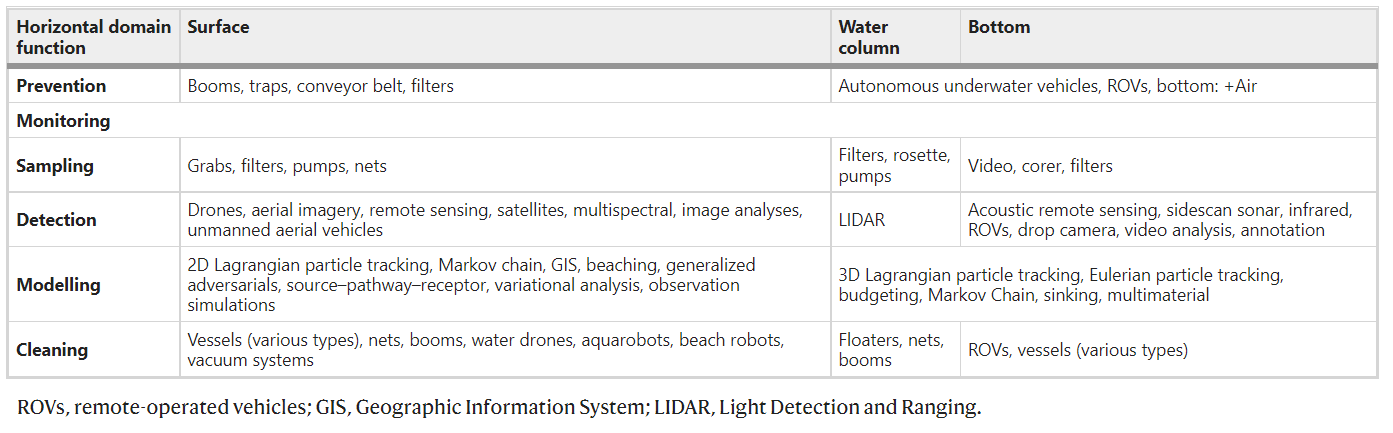 Horizontal domain function Surface Water column Bottom
Prevention Booms, traps, conveyor belt, filters Autonomous underwater vehicles, ROVs, bottom: +Air
Monitoring
Sampling Grabs, filters, pumps, nets Filters, rosette, pumps Video, corer, filters
Detection Drones, aerial imagery, remote sensing, satellites, multispectral, image analyses, unmanned aerial vehicles LIDAR Acoustic remote sensing, sidescan sonar, infrared, ROVs, drop camera, video analysis, annotation
Modelling 2D Lagrangian particle tracking, Markov chain, GIS, beaching, generalized adversarials, source–pathway–receptor, variational analysis, observation simulations 3D Lagrangian particle tracking, Eulerian particle tracking, budgeting, Markov Chain, sinking, multimaterial
Cleaning Vessels (various types), nets, booms, water drones, aquarobots, beach robots, vacuum systems Floaters, nets, booms ROVs, vessels (various types)
ROVs, remote-operated vehicles; GIS, Geographic Information System; LIDAR, Light Detection and Ranging.